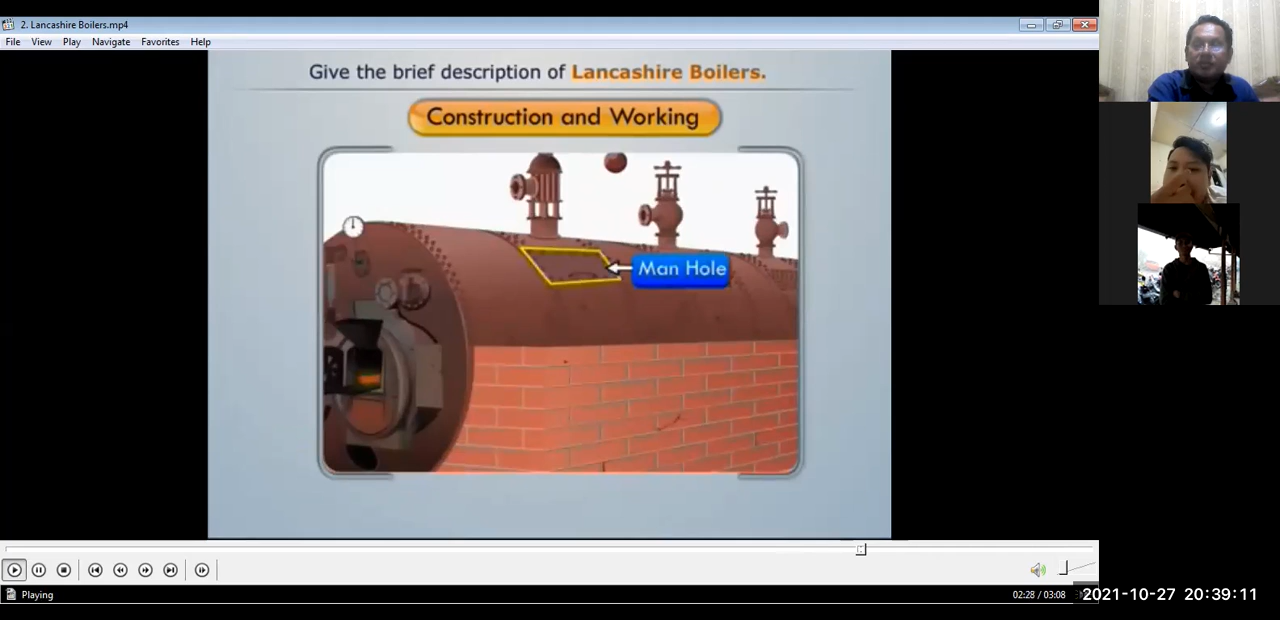 2. Lancashire Boilers.mp4
File View Play Navigate Favorites Help
Give the brief description of Lancashire Boilers.
Construction and Working
Man Hole
Playing
02:28 / 03:08
2021-10-27 20:39:11